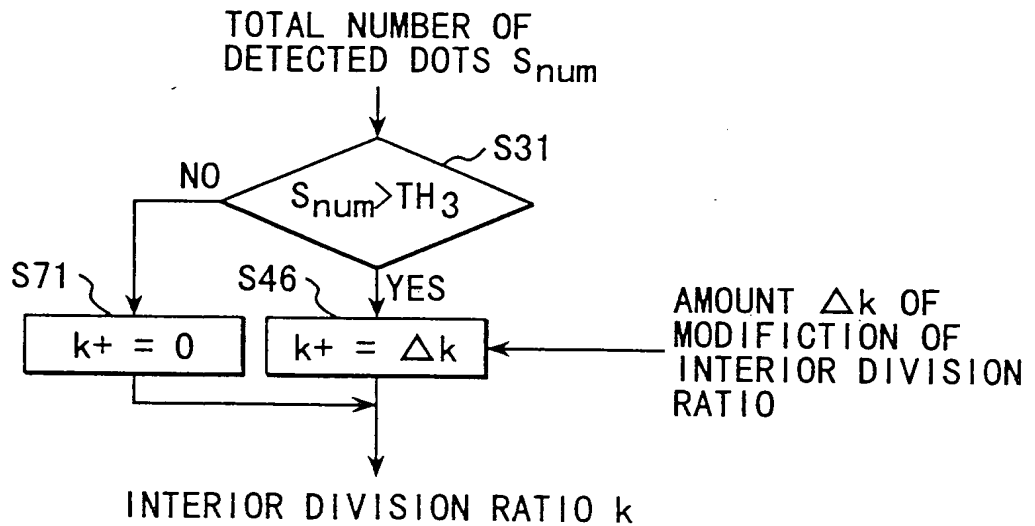 TOTAL NUMBER OF
DETECTED DOTS Snum
S31
NO
Snum>TH3
S71
S46
YES
k+ = 0
k+ = Δk
AMOUNT Δk OF
MODIFICTION OF
INTERIOR DIVISION
RATIO
INTERIOR DIVISION RATIO k